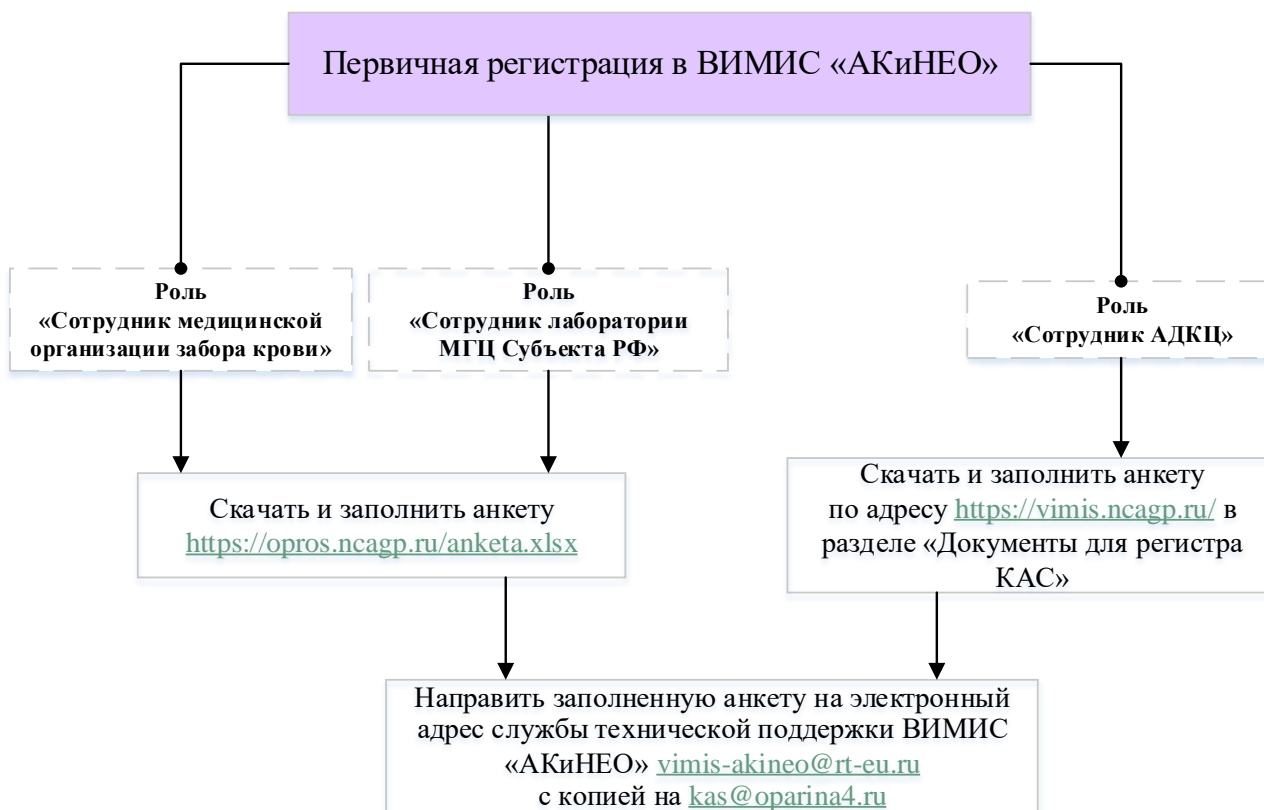 Первичная регистрация в ВИМИС «АКиНЕО»
Роль
«Сотрудник медицинской
организации забора крови»
Роль
«Сотрудник лаборатории
МГЦ Субъекта РФ»
Роль
«Сотрудник АДКЦ»
Скачать и заполнить анкету
https://opros.ncagp.ru/anketa.xlsx
Скачать и заполнить анкету
по адресу https://vimis.ncagp.ru/ в
разделе «Документы для регистра
КАС»
Направить заполненную анкету на электронный
адрес службы технической поддержки ВИМИС
«АКиНЕО» vimis-akineo@rt-eu.ru
с копией на kas@oparina4.ru